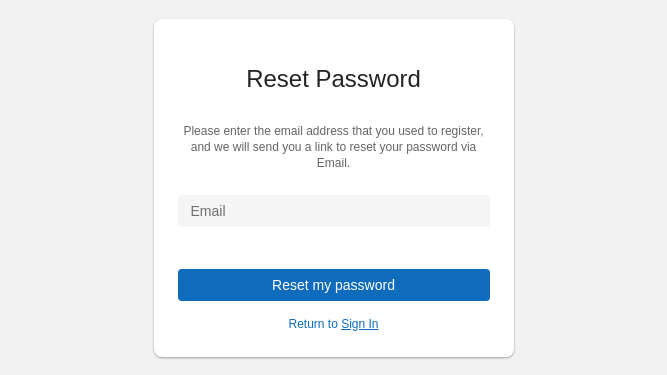 Reset Password
Please enter the email address that you used to register,
and we will send you a link to reset your password via
Email.
Email
Reset my password
Return to Sign In